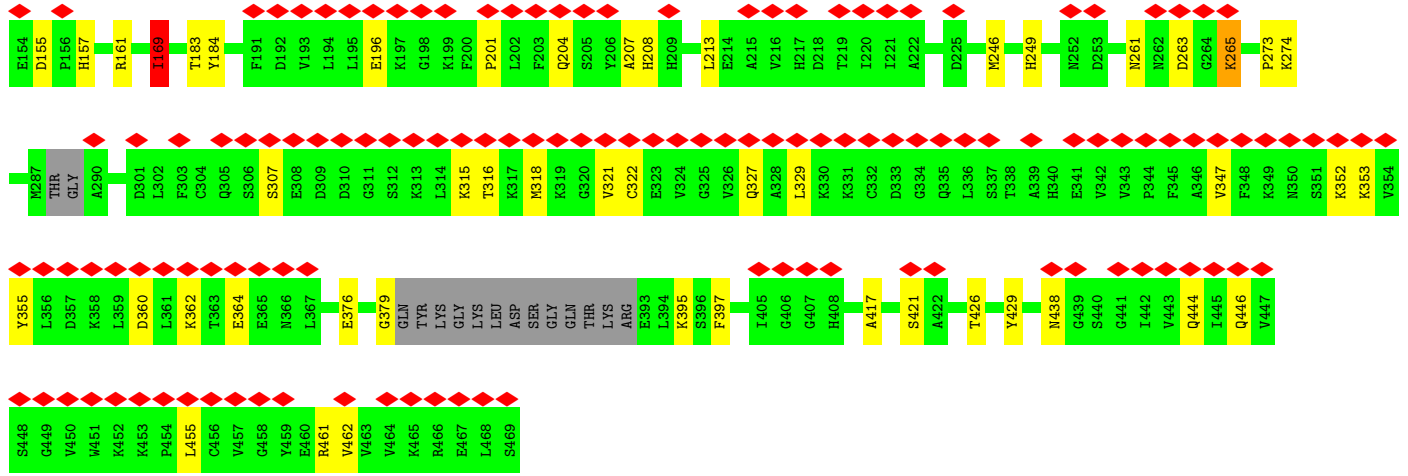 E154 D155 P156 H157 R161 I169 T183 Y184 F191 D192 V193 L194 L195 E196 K197 G198 K199 F200 P201 L202 F203 Q204 S205 Y206 A207 H208 H209 L213 E214 A215 V216 H217 D218 T219 I220 I221 A222 D225 M246 H249 N252 D253 N261 N262 D263 G264 K265 P273 K274
M287 THR GLY A290 D301 L302 F303 C304 Q305 S306 S307 E308 D309 D310 G311 S312 K313 L314 K315 T316 K317 M318 K319 G320 V321 C322 E323 V324 G325 V326 Q327 A328 L329 K330 K331 C332 D333 G334 Q335 L336 S337 T338 A339 H340 E341 V342 V343 P344 F345 A346 V347 F348 K349 N350 S351 K352 K353 V354
Y355 L356 D357 K358 L359 D360 L361 K362 T363 E364 E365 N366 L367 E376 G379 GLN TYR LYS GLY LYS LEU ASP SER GLY GLN THR LYS ARG E393 L394 K395 S396 F397 I405 G406 G407 H408 A417 S421 A422 T426 Y429 N438 G439 S440 G441 I442 V443 Q444 I445 Q446 V447
S448 G449 V450 W451 K452 K453 P454 L455 C456 V457 G458 Y459 E460 R461 V462 V463 V464 K465 R466 E467 L468 S469